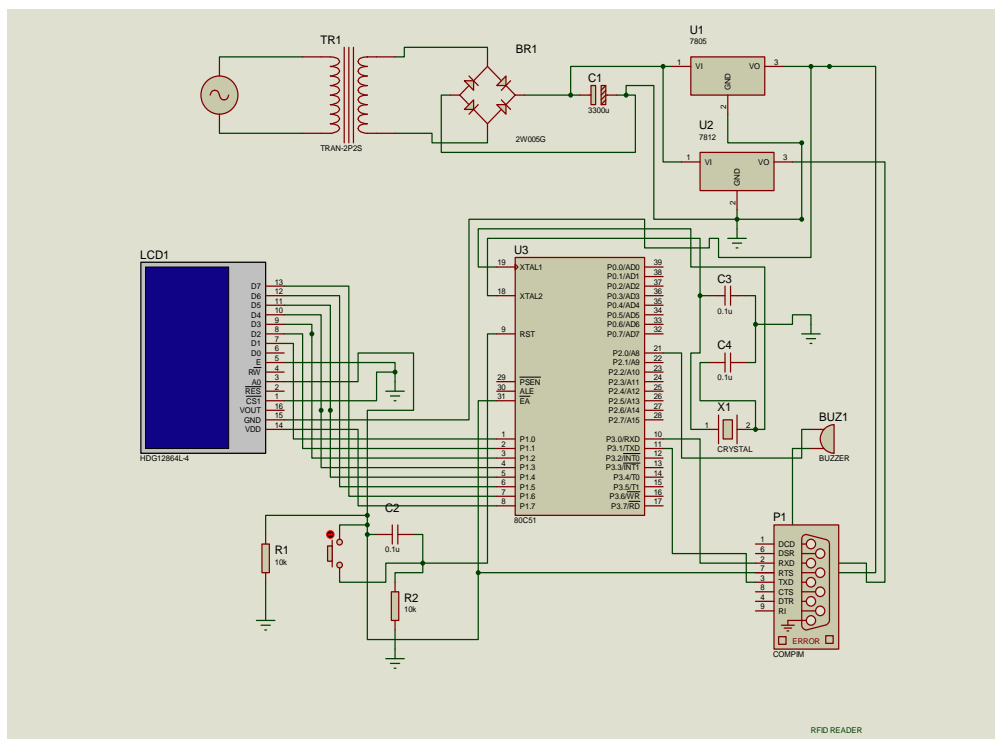 TR1
TRAN-2P2S
BR1
2W005G
C1
3300u
U1
7805
1 VI VO 3
GND
2
U2
7812
1 VI VO 3
GND
2
LCD1
D7 13
D6 12
D5 11
D4 10
D3 9
D2 8
D1 7
D0 6
E 5
RW 4
A0 3
RES 2
CS1 1
VOUT 16
GND 15
VDD 14
HDG12864L-4
U3
19 XTAL1
18 XTAL2
9 RST
29 PSEN
30 ALE
31 EA
1 P1.0
2 P1.1
3 P1.2
4 P1.3
5 P1.4
6 P1.5
7 P1.6
8 P1.7
P0.0/AD0 39
P0.1/AD1 38
P0.2/AD2 37
P0.3/AD3 36
P0.4/AD4 35
P0.5/AD5 34
P0.6/AD6 33
P0.7/AD7 32
P2.0/A8 21
P2.1/A9 22
P2.2/A10 23
P2.3/A11 24
P2.4/A12 25
P2.5/A13 26
P2.6/A14 27
P2.7/A15 28
P3.0/RXD 10
P3.1/TXD 11
P3.2/INT0 12
P3.3/INT1 13
P3.4/T0 14
P3.5/T1 15
P3.6/WR 16
P3.7/RD 17
80C51
C3
0.1u
C4
0.1u
X1
1 2
CRYSTAL
BUZ1
BUZZER
C2
0.1u
R1
10k
R2
10k
P1
1 DCD
6 DSR
2 RXD
7 RTS
3 TXD
8 CTS
4 DTR
9 RI
ERROR
COMPIM
RFID READER